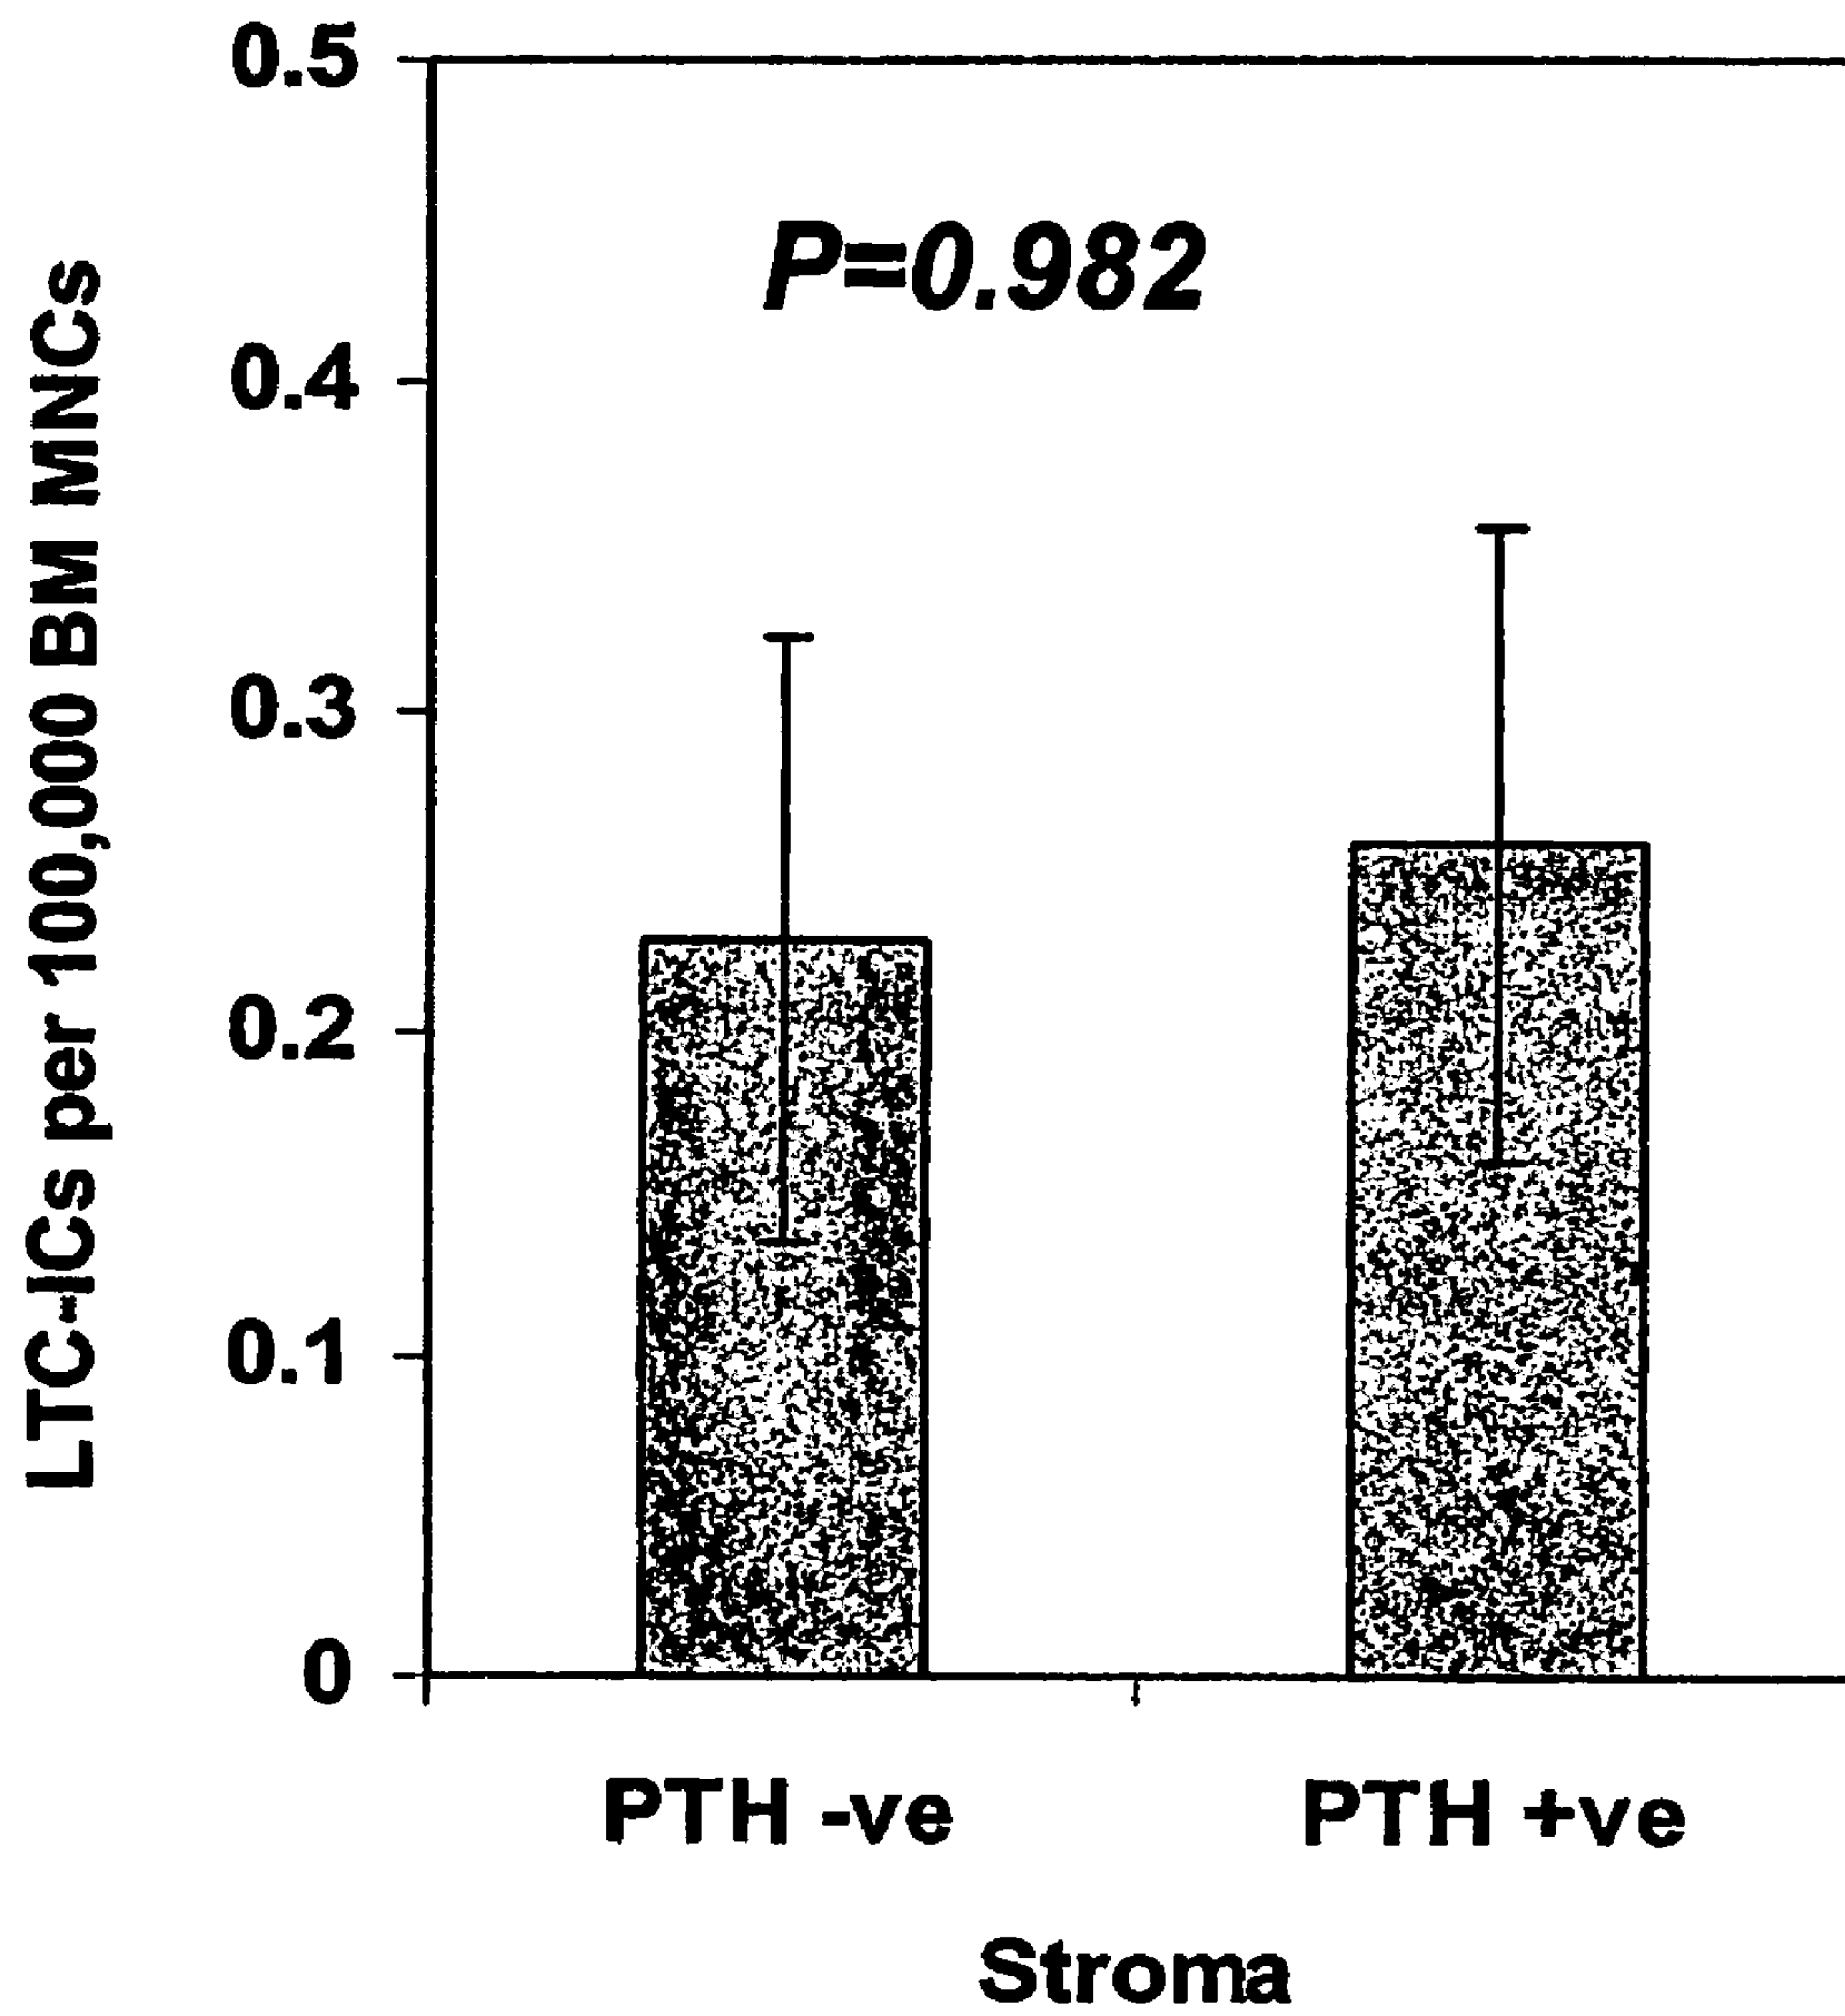 LTC-ICs per 100,000 BM MNCs
0.5
0.4
0.3
0.2
0.1
0
P=0.982
PTH -ve
PTH +ve
Stroma